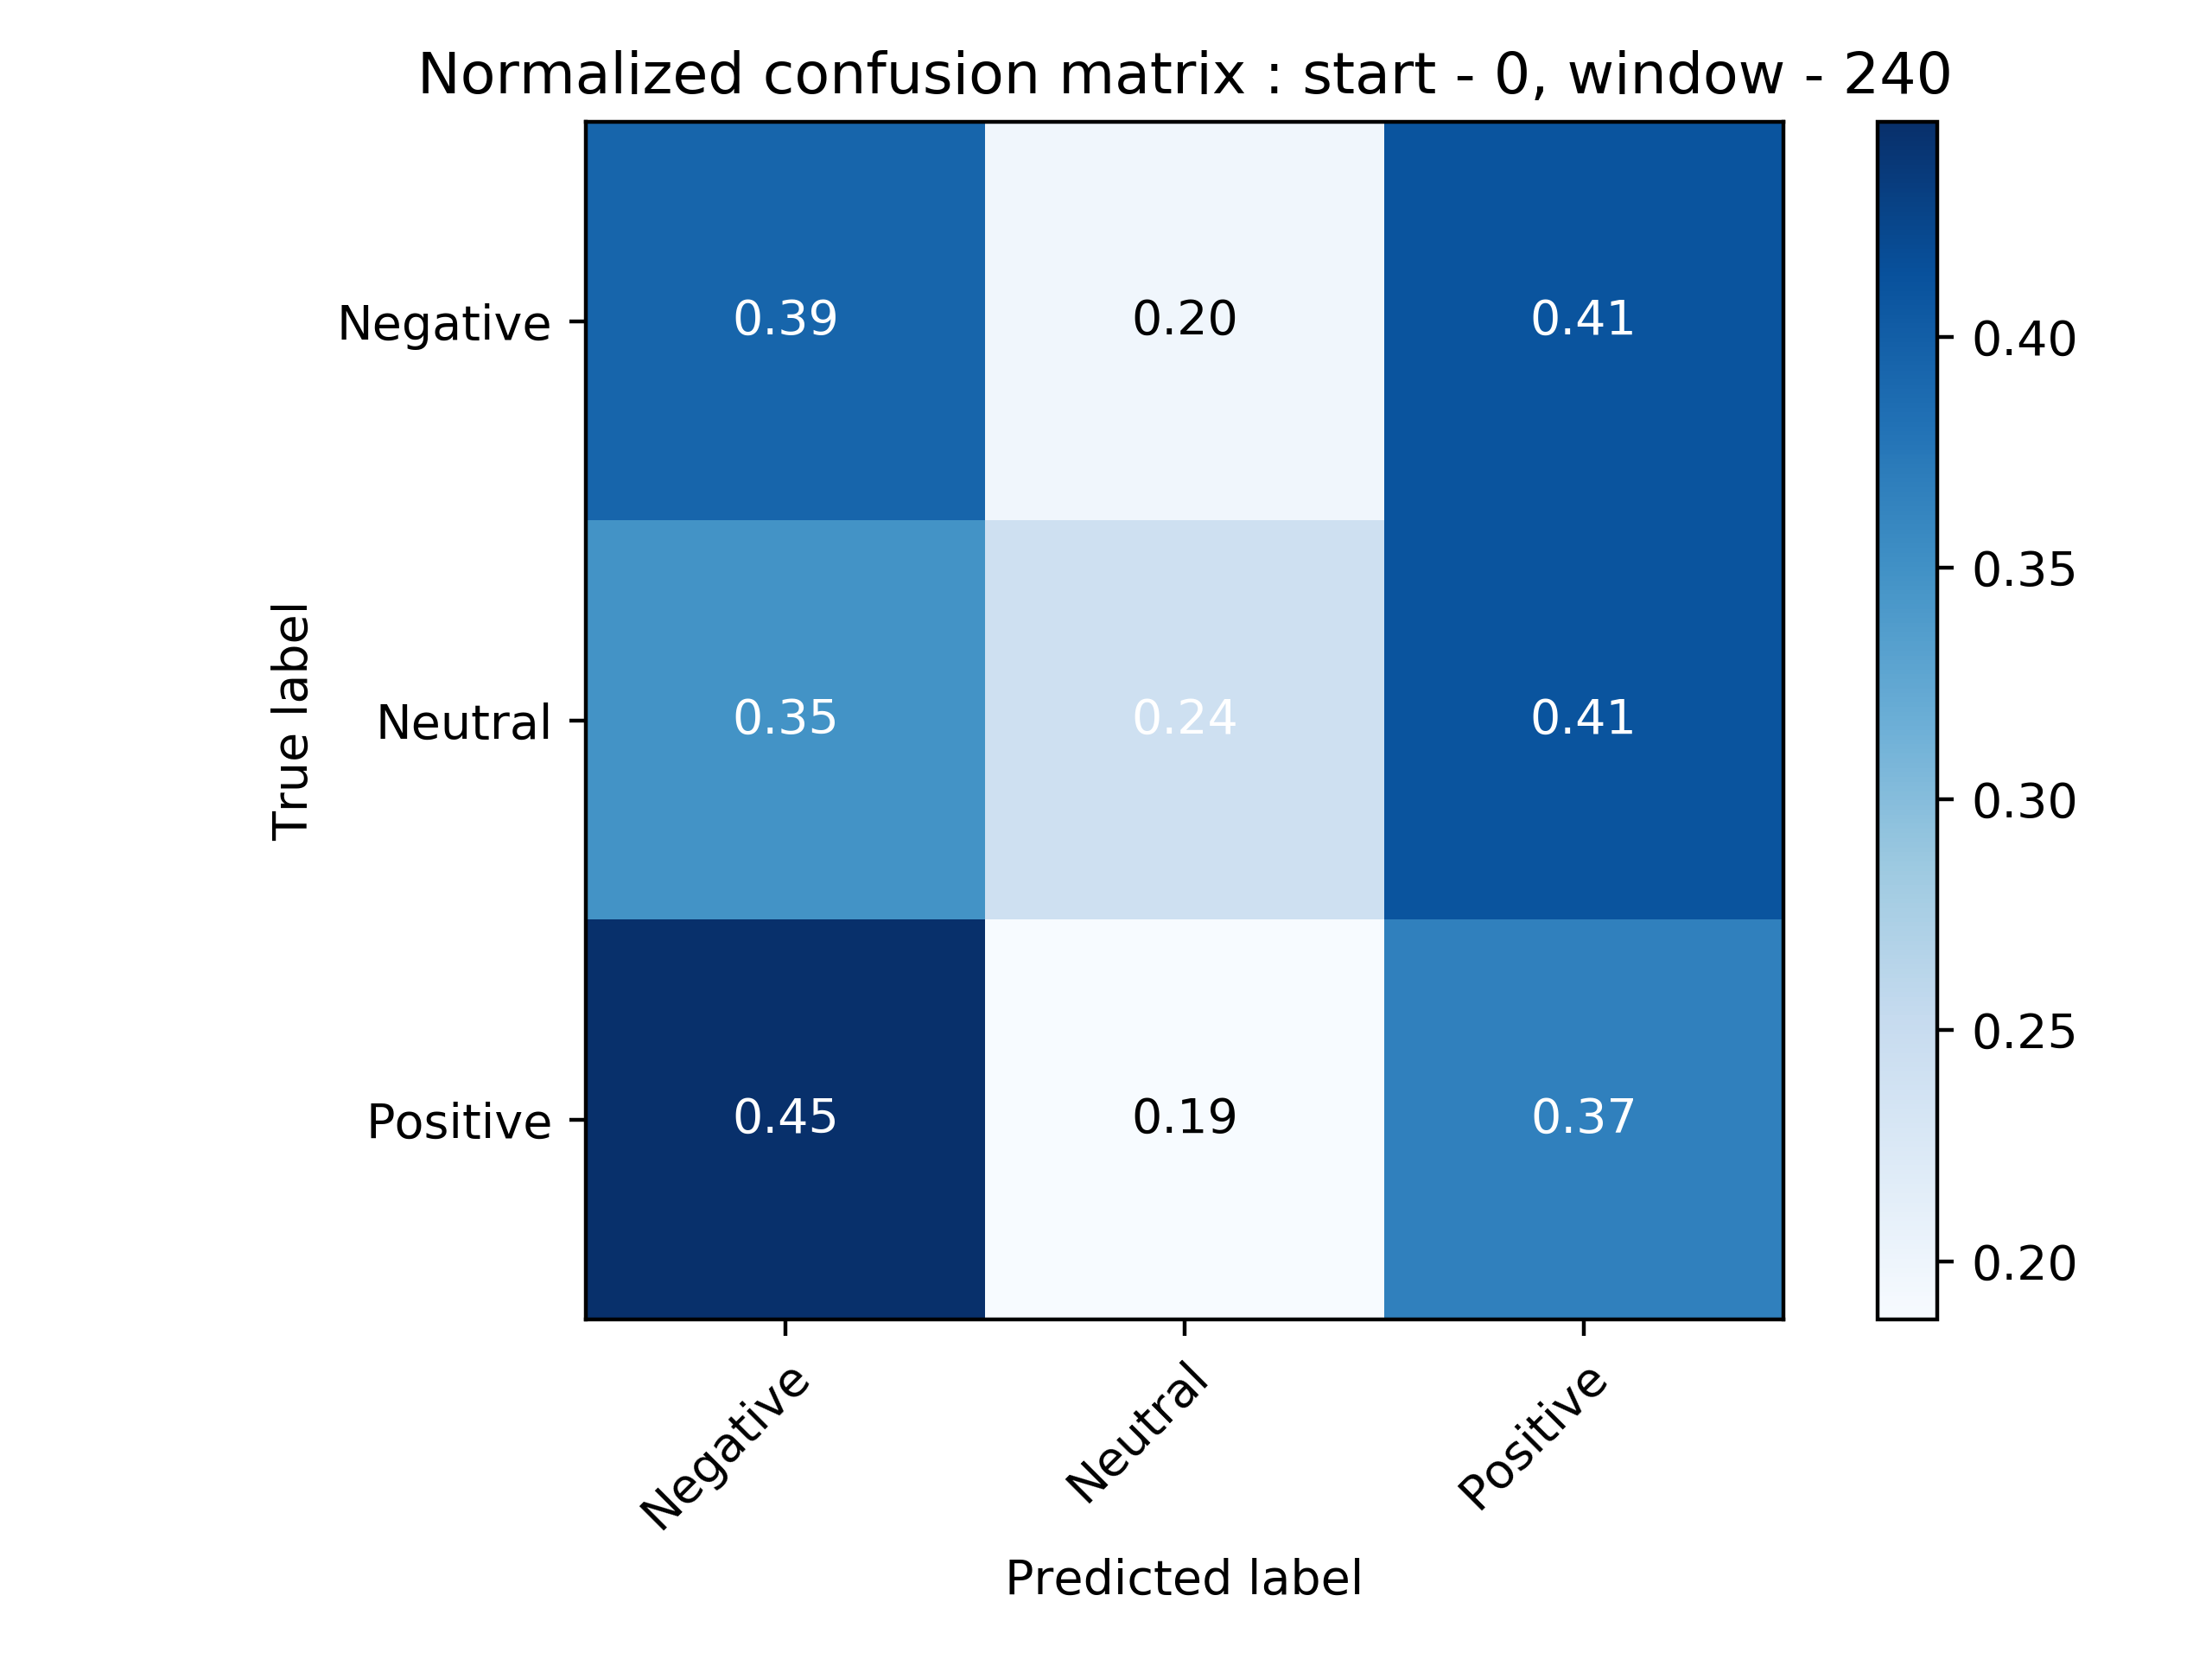 Normalized confusion matrix : start - 0, window - 240
Negative
0.39
0.20
0.41
0.40
True label
Neutral
0.35
0.24
0.41
0.35
0.30
Positive
0.45
0.19
0.37
0.25
0.20
Negative
Neutral
Positive
Predicted label